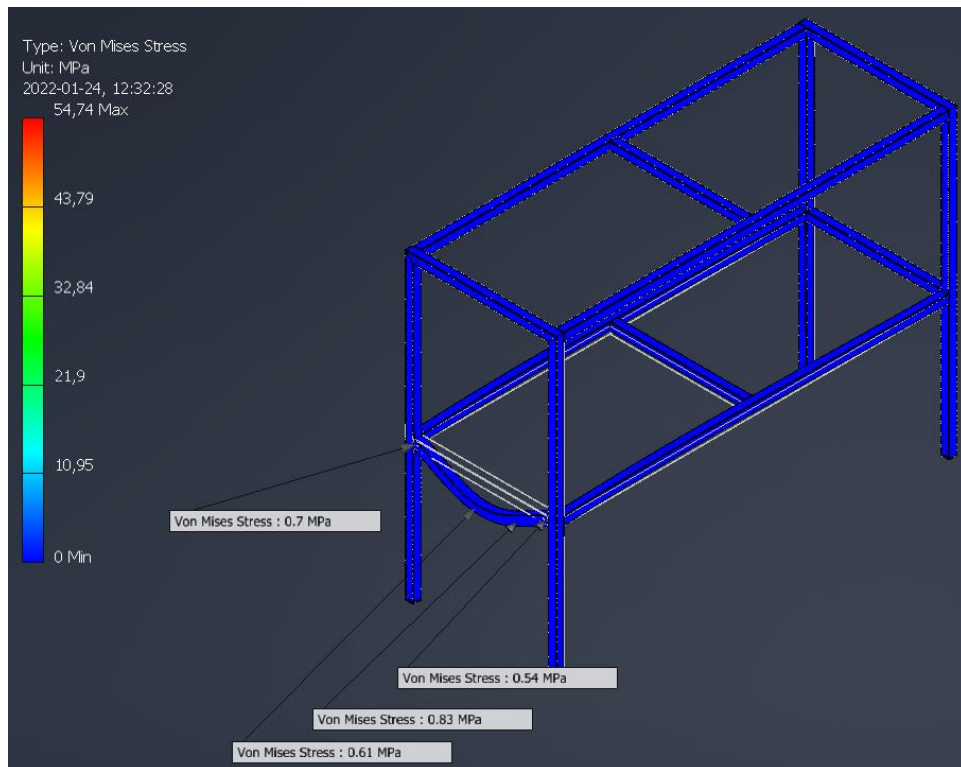 Type: Von Mises Stress
Unit: MPa
2022-01-24, 12:32:28
54,74 Max
43,79
32,84
21,9
10,95
0 Min
Von Mises Stress : 0.7 MPa
Von Mises Stress : 0.54 MPa
Von Mises Stress : 0.83 MPa
Von Mises Stress : 0.61 MPa